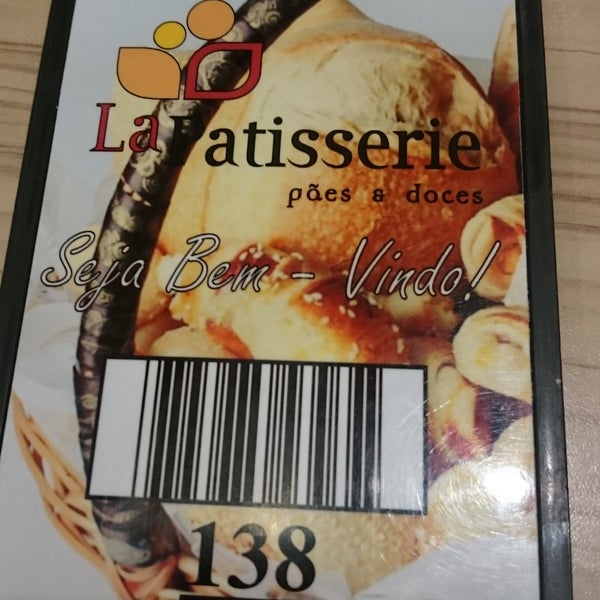 La Patisserie
pães & doces
Seja Bem - Vindo!
138